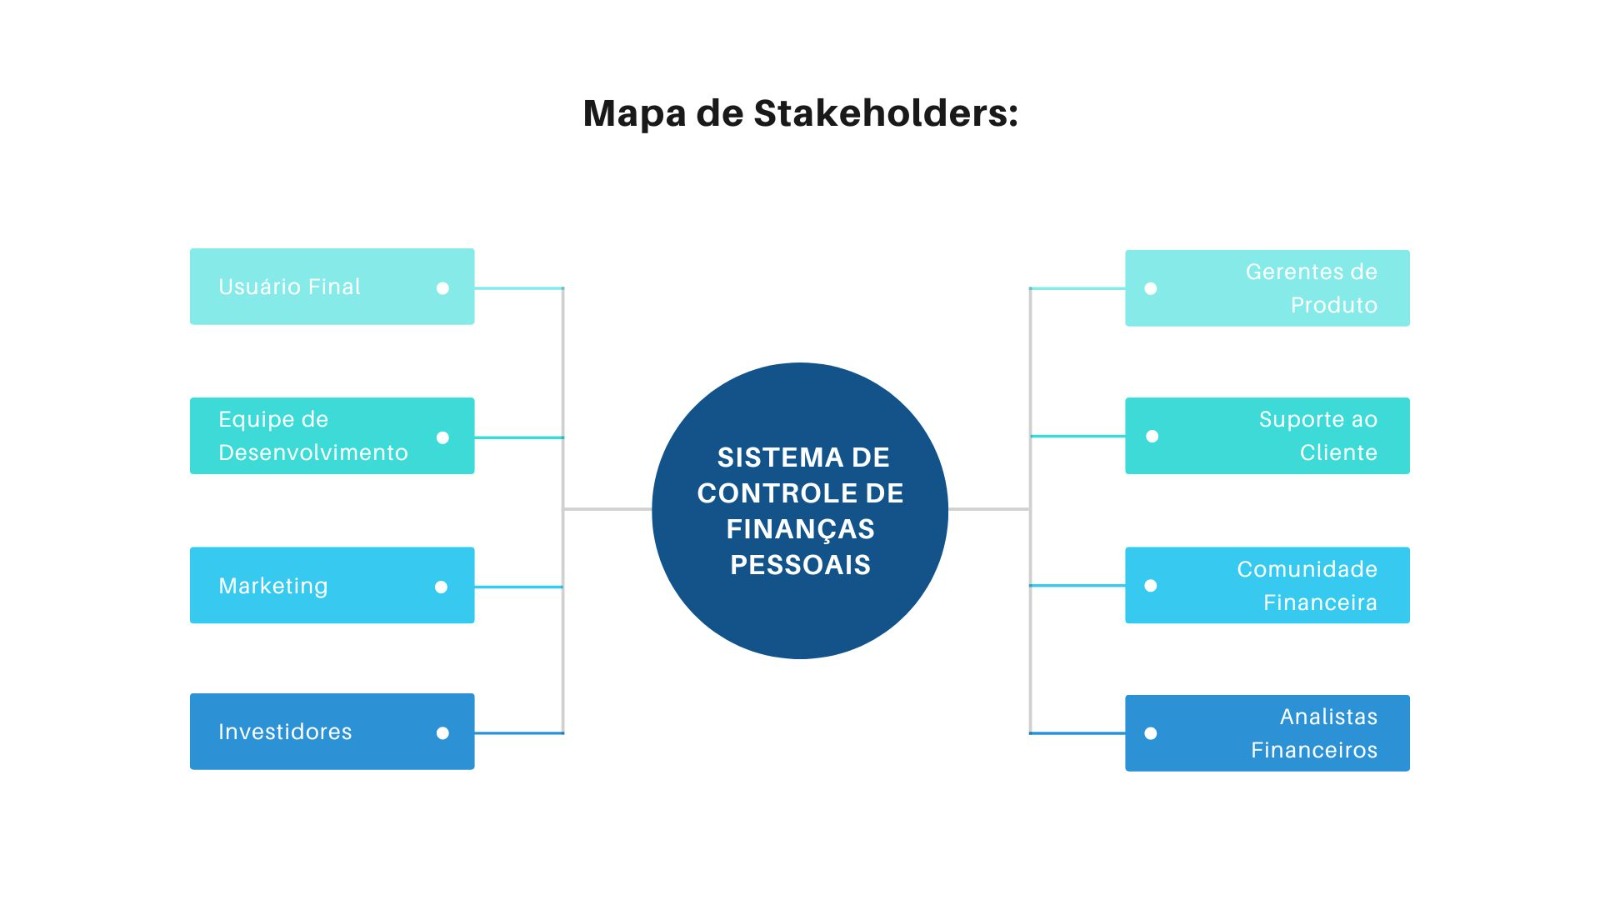 Mapa de Stakeholders:
Usuário Final
Equipe de
Desenvolvimento
Marketing
Investidores
SISTEMA DE
CONTROLE DE
FINANÇAS
PESSOAIS
Gerentes de
Produto
Suporte ao
Cliente
Comunidade
Financeira
Analistas
Financeiros